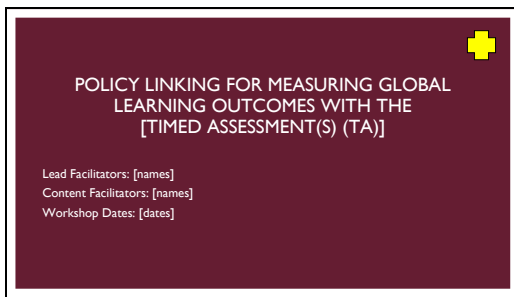 POLICY LINKING FOR MEASURING GLOBAL
LEARNING OUTCOMES WITH THE
[TIMED ASSESSMENT(S) (TA)]
Lead Facilitators: [names]
Content Facilitators: [names]
Workshop Dates: [dates]